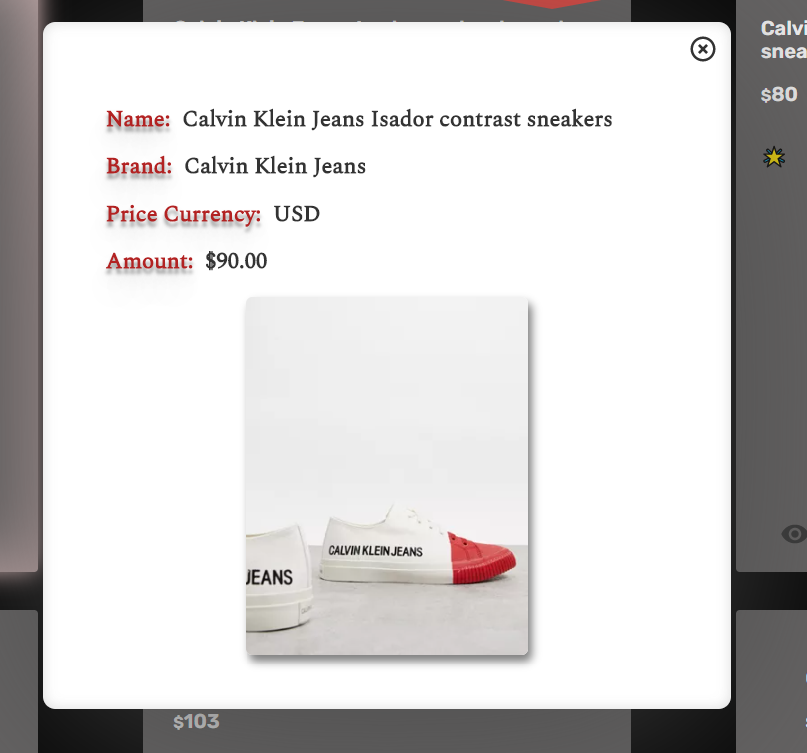 Calvi
snea
$80
Name: Calvin Klein Jeans Isador contrast sneakers
Brand: Calvin Klein Jeans
Price Currency: USD
Amount: $90.00
CALVIN KLEIN JEANS
JEANS
$103